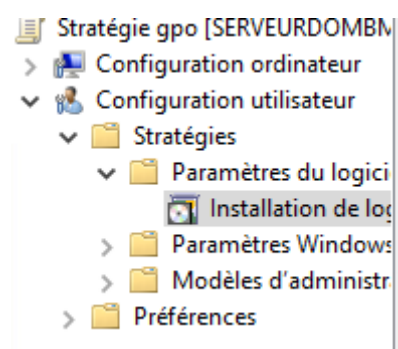 Stratégie gpo [SERVEURDOMBM
Configuration ordinateur
Configuration utilisateur
Stratégies
Paramètres du logici
Installation de log
Paramètres Windows
Modèles d'administr
Préférences